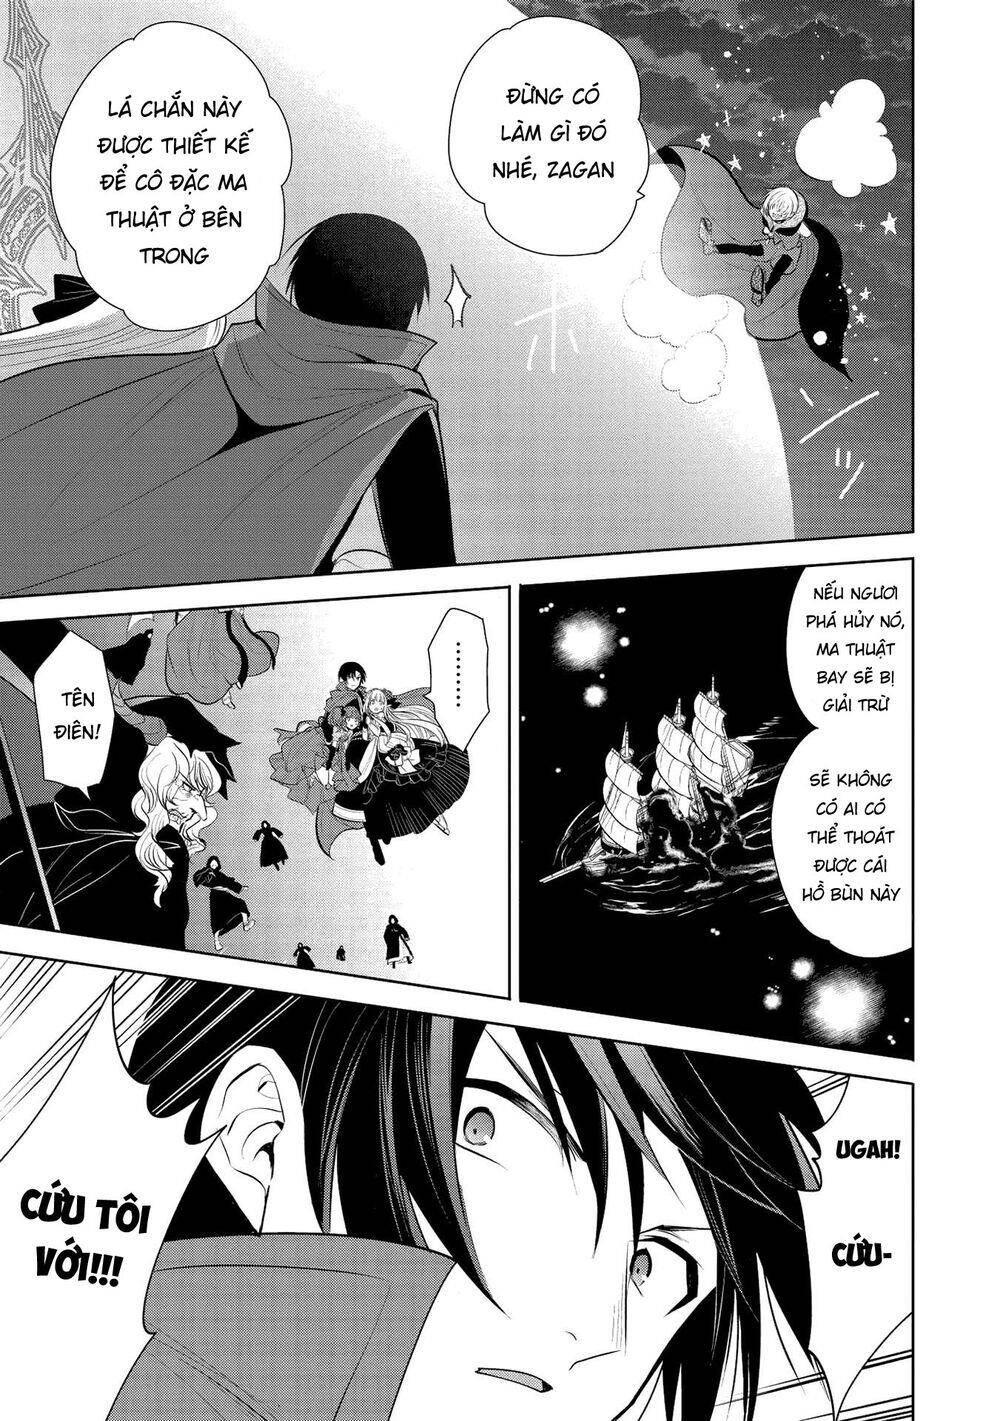 ĐỪNG CÓ
LÀM GÌ ĐÓ
NHÉ, ZAGAN
LÁ CHẮN NÀY
ĐƯỢC THIẾT KẾ
ĐỂ CÔ ĐẶC MA
THUẬT Ở BÊN
TRONG
ホ
ン
NẾU NGƯƠI
PHÁ HỦY NÓ,
MA THUẬT
BAY SẼ BỊ
GIẢI TRỪ
SẼ KHÔNG
CÓ AI CÓ
THỂ THOÁT
ĐƯỢC CÁI
HỒ BÙN NÀY
.........
TÊN
ĐIÊN!
UGAH!
CỨU-
CỨU TÔI
VỚI!!!